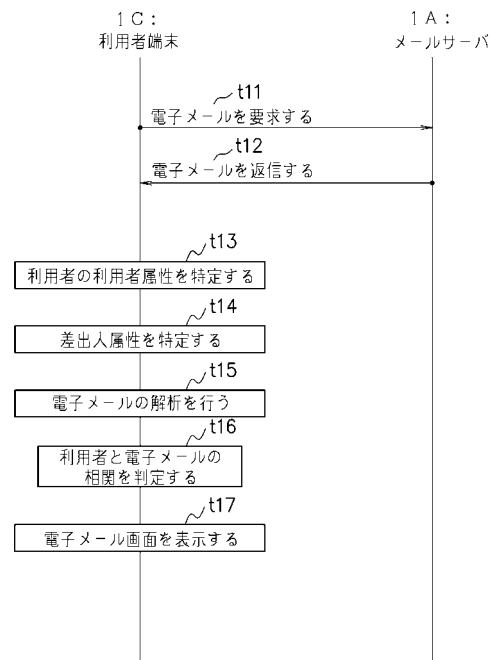 1C：
利用者端末
1A：
メールサーバ
t11
電子メールを要求する
t12
電子メールを返信する
t13
利用者の利用者属性を特定する
t14
差出人属性を特定する
t15
電子メールの解析を行う
t16
利用者と電子メールの
相関を判定する
t17
電子メール画面を表示する